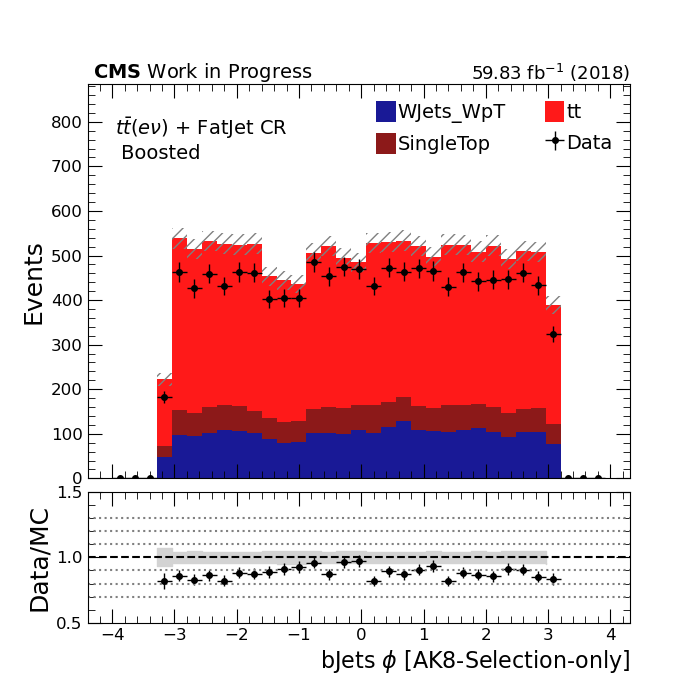 CMS Work in Progress 59.83 fb⁻¹ (2018)
tt̄(eν) + FatJet CR
Boosted
WJets_WpT tt
SingleTop Data
Events
800
700
600
500
400
300
200
100
0
Data/MC
1.5
1.0
0.5
−4 −3 −2 −1 0 1 2 3 4
bJets ϕ [AK8-Selection-only]